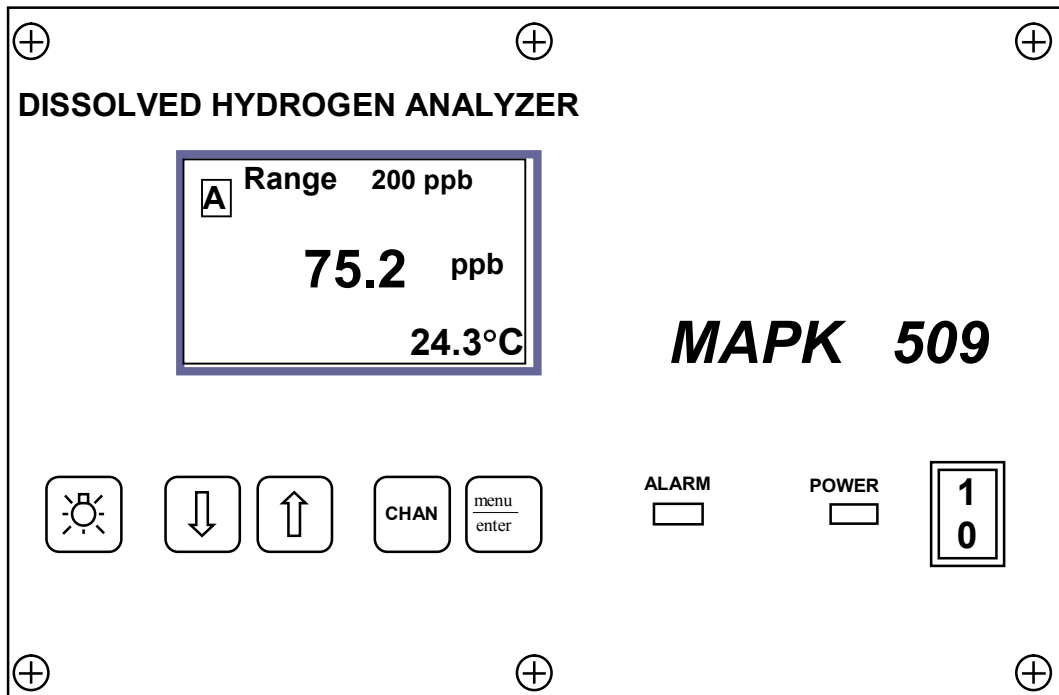 DISSOLVED HYDROGEN ANALYZER
A Range 200 ppb
75.2 ppb
24.3°C
МАРК 509
CHAN
menu
enter
ALARM
POWER
1
0